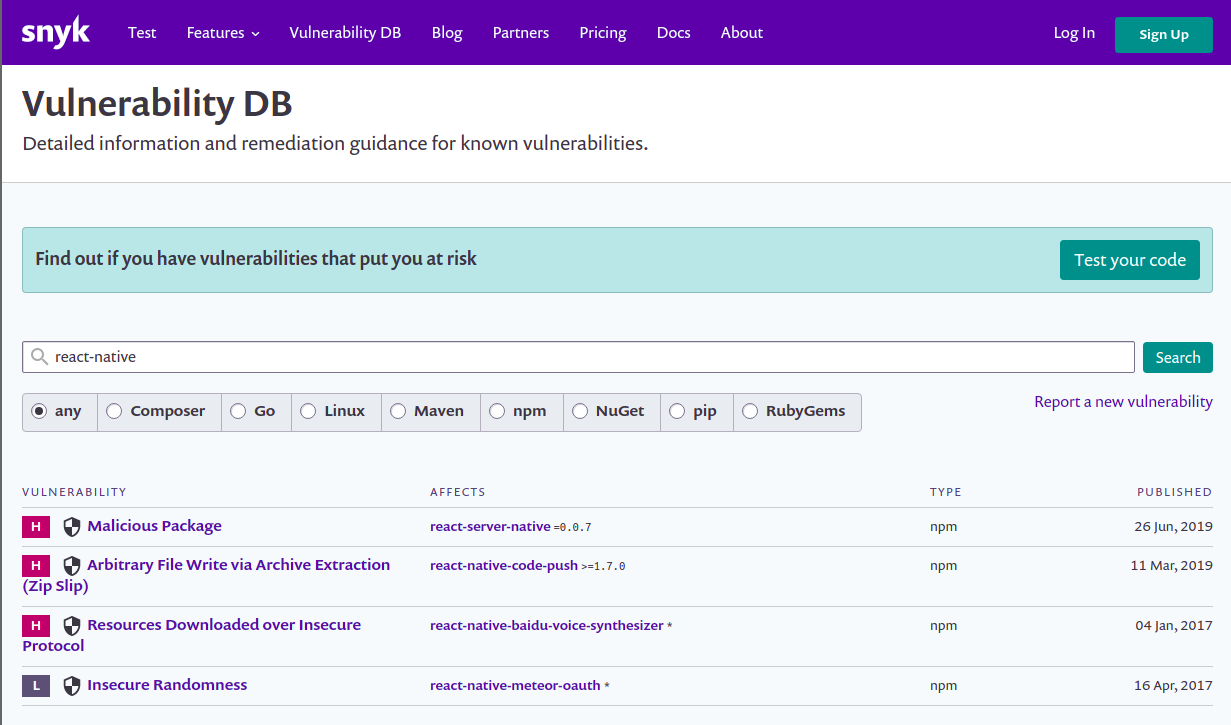 snyk Test Features Vulnerability DB Blog Partners Pricing Docs About Log In Sign Up
Vulnerability DB
Detailed information and remediation guidance for known vulnerabilities.
Find out if you have vulnerabilities that put you at risk Test your code
react-native Search
any Composer Go Linux Maven npm NuGet pip RubyGems Report a new vulnerability
VULNERABILITY AFFECTS TYPE PUBLISHED
H Malicious Package react-server-native =0.0.7 npm 26 Jun, 2019
H Arbitrary File Write via Archive Extraction react-native-code-push >=1.7.0 npm 11 Mar, 2019
(Zip Slip)
H Resources Downloaded over Insecure react-native-baidu-voice-synthesizer * npm 04 Jan, 2017
Protocol
L Insecure Randomness react-native-meteor-oauth * npm 16 Apr, 2017